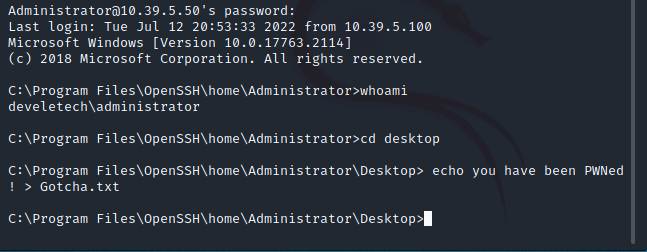 Administrator@10.39.5.50's password:
Last login: Tue Jul 12 20:53:33 2022 from 10.39.5.100
Microsoft Windows [Version 10.0.17763.2114]
(c) 2018 Microsoft Corporation. All rights reserved.
C:\Program Files\OpenSSH\home\Administrator>whoami
develetech\administrator
C:\Program Files\OpenSSH\home\Administrator>cd desktop
C:\Program Files\OpenSSH\home\Administrator\Desktop> echo you have been PWNed
! > Gotcha.txt
C:\Program Files\OpenSSH\home\Administrator\Desktop>